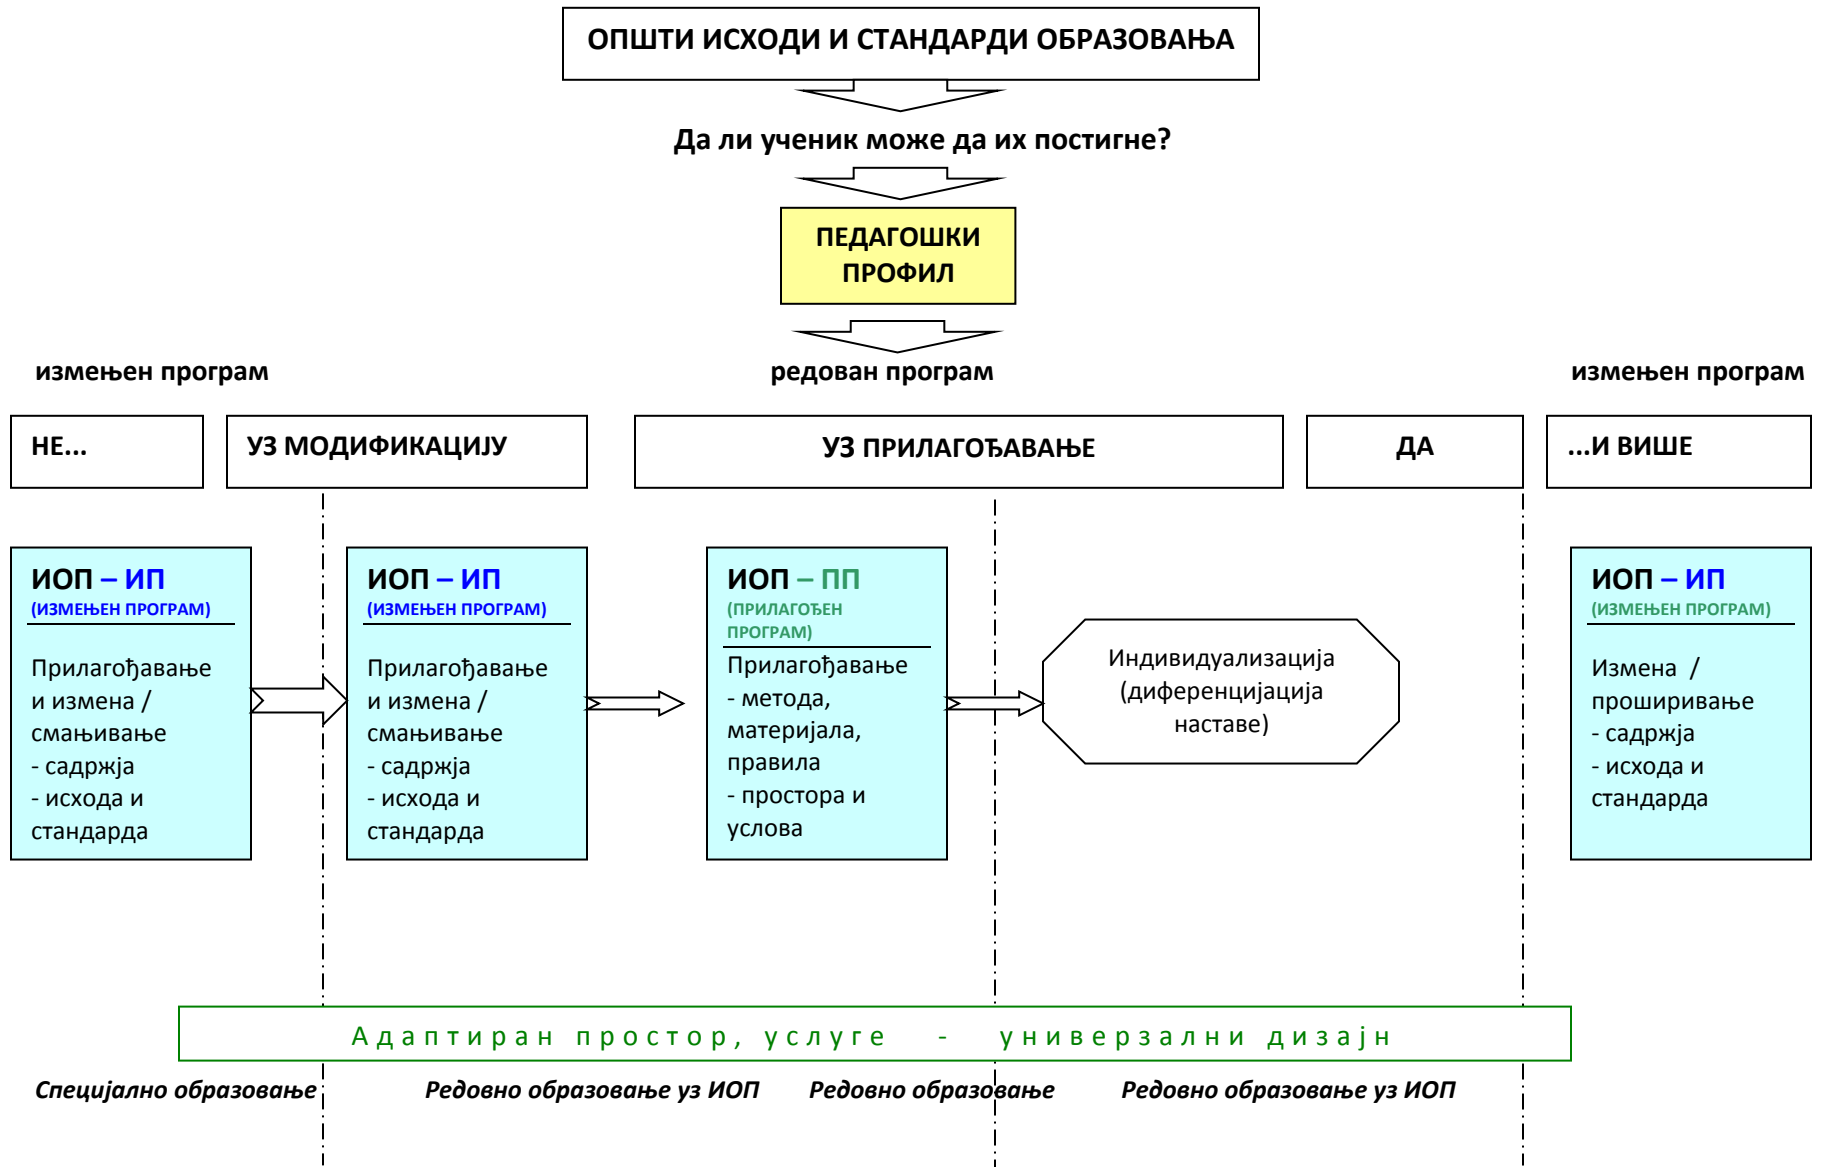 ОПШТИ ИСХОДИ И СТАНДАРДИ ОБРАЗОВАЊА
Да ли ученик може да их постигне?
ПЕДАГОШКИ
ПРОФИЛ
измењен програм
редован програм
измењен програм
НЕ...
УЗ МОДИФИКАЦИЈУ
УЗ ПРИЛАГОЂАВАЊЕ
ДА
...И ВИШЕ
ИОП – ИП
(ИЗМЕЊЕН ПРОГРАМ)
Прилагођавање
и измена /
смањивање
- садржја
- исхода и
стандарда
ИОП – ИП
(ИЗМЕЊЕН ПРОГРАМ)
Прилагођавање
и измена /
смањивање
- садржја
- исхода и
стандарда
ИОП – ПП
(ПРИЛАГОЂЕН
ПРОГРАМ)
Прилагођавање
- метода,
материјала,
правила
- простора и
услова
Индивидуализација
(диференцијација
наставе)
ИОП – ИП
(ИЗМЕЊЕН ПРОГРАМ)
Измена /
проширивање
- садржја
- исхода и
стандарда
Адаптиран простор, услуге - универзални дизајн
Специјално образовање
Редовно образовање уз ИОП
Редовно образовање
Редовно образовање уз ИОП